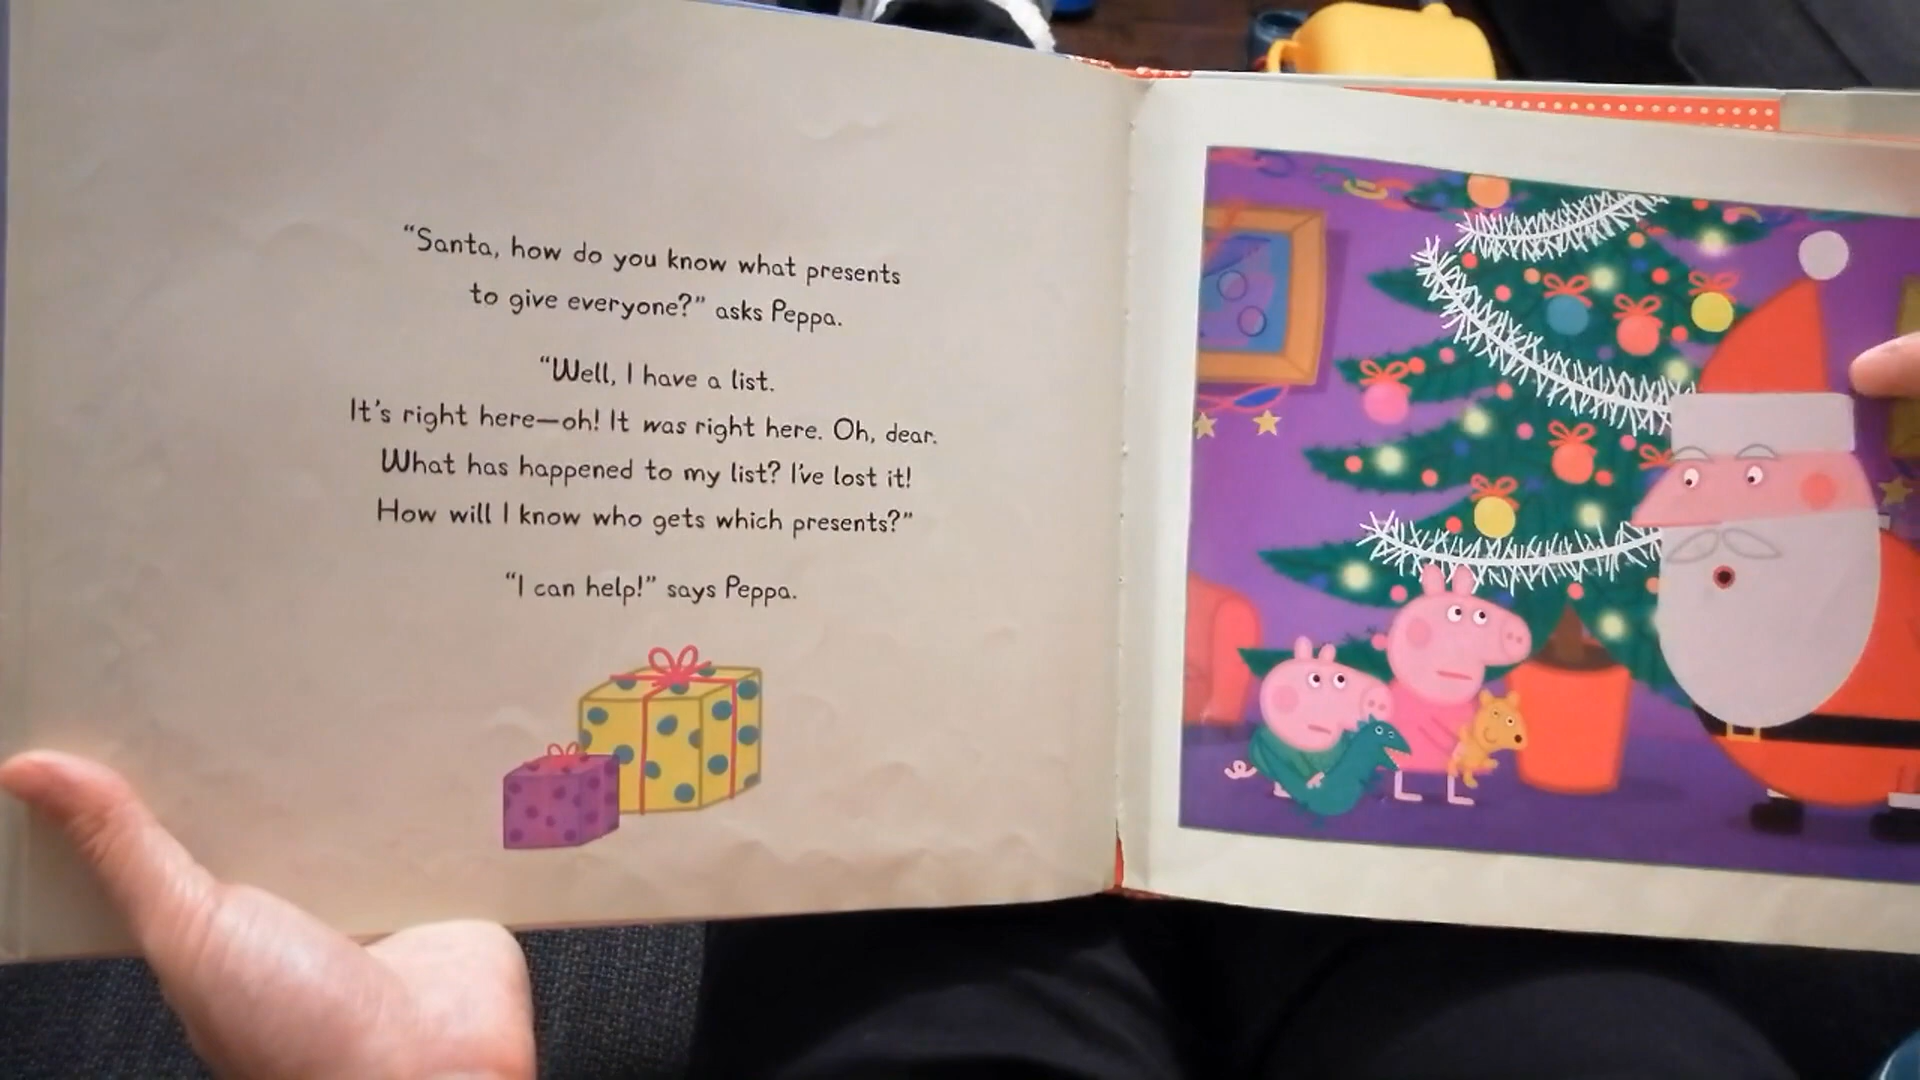 “Santa, how do you know what presents
to give everyone?” asks Peppa.
“Well, I have a list.
It’s right here—oh! It was right here. Oh, dear.
What has happened to my list? I’ve lost it!
How will I know who gets which presents?”
“I can help!” says Peppa.